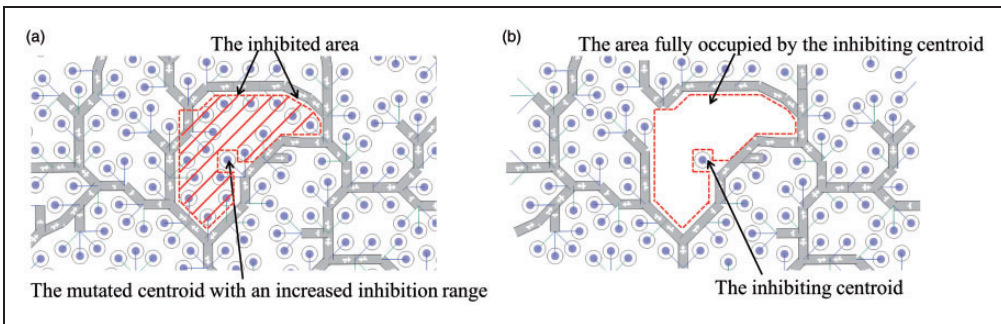 (a)
The inhibited area
The mutated centroid with an increased inhibition range
(b)
The area fully occupied by the inhibiting centroid
The inhibiting centroid